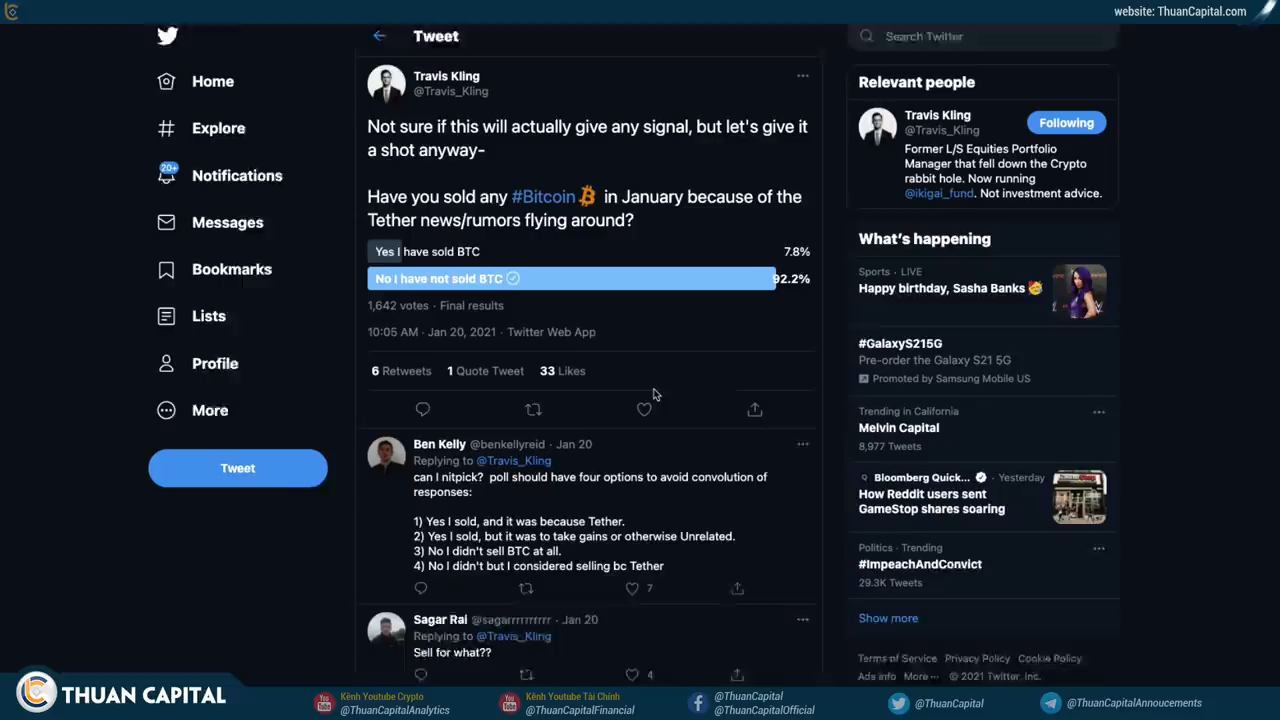 website: ThuanCapital.com
Home
Explore
20+
Notifications
Messages
Bookmarks
Lists
Profile
More
Tweet
Tweet
Travis Kling
@Travis_Kling
Not sure if this will actually give any signal, but let's give it
a shot anyway-
Have you sold any #Bitcoin in January because of the
Tether news/rumors flying around?
Yes I have sold BTC 7.8%
No I have not sold BTC 92.2%
1,642 votes · Final results
10:05 AM · Jan 20, 2021 · Twitter Web App
6 Retweets 1 Quote Tweet 33 Likes
Ben Kelly @benkellyreid · Jan 20
Replying to @Travis_Kling
can I nitpick? poll should have four options to avoid convolution of
responses:
1) Yes I sold, and it was because Tether.
2) Yes I sold, but it was to take gains or otherwise Unrelated.
3) No I didn't sell BTC at all.
4) No I didn't but I considered selling bc Tether
7
Sagar Rai @sagarrrrrrrrr · Jan 20
Replying to @Travis_Kling
Sell for what??
4
Search Twitter
Relevant people
Travis Kling
@Travis_Kling
Following
Former L/S Equities Portfolio
Manager that fell down the Crypto
rabbit hole. Now running
@ikigai_fund. Not investment advice.
What's happening
Sports · LIVE
Happy birthday, Sasha Banks
#GalaxyS215G
Pre-order the Galaxy S21 5G
Promoted by Samsung Mobile US
Trending in California
Melvin Capital
8,977 Tweets
Bloomberg Quick... · Yesterday
How Reddit users sent
GameStop shares soaring
Politics · Trending
#ImpeachAndConvict
29.3K Tweets
Show more
Terms of Service Privacy Policy Cookie Policy
Ads info More ··· © 2021 Twitter, Inc.
THUAN CAPITAL
Kênh Youtube Crypto
@ThuanCapitalAnalytics
Kênh Youtube Tài Chính
@ThuanCapitalFinancial
@ThuanCapital
@ThuanCapitalOfficial
@ThuanCapital
@ThuanCapitalAnnoucements